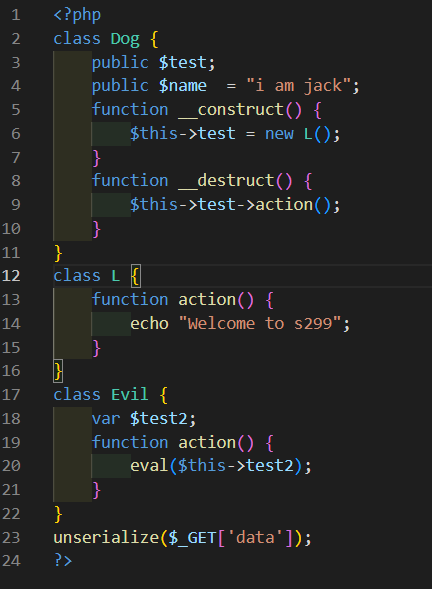 1 <?php
2 class Dog {
3 public $test;
4 public $name  = "i am jack";
5 function __construct() {
6 $this->test = new L();
7 }
8 function __destruct() {
9 $this->test->action();
10 }
11 }
12 class L {
13 function action() {
14 echo "Welcome to s299";
15 }
16 }
17 class Evil {
18 var $test2;
19 function action() {
20 eval($this->test2);
21 }
22 }
23 unserialize($_GET['data']);
24 ?>